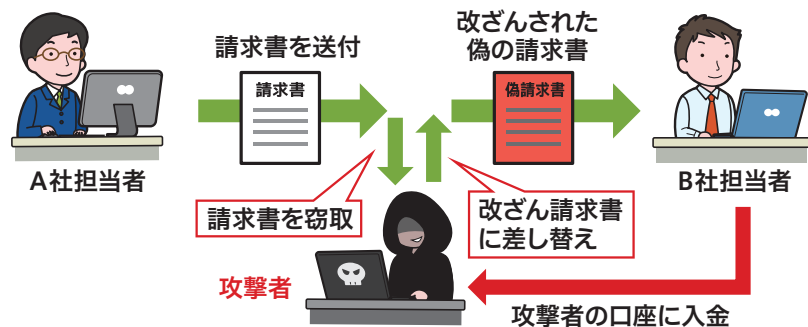 請求書を送付
改ざんされた
偽の請求書
請求書
偽請求書
A社担当者
B社担当者
請求書を窃取
改ざん請求書
に差し替え
攻撃者
攻撃者の口座に入金